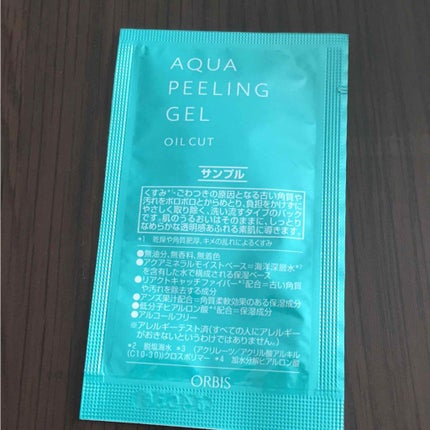 AQUA
PEELING
GEL
OIL CUT
サンプル
くすみ*1・ごわつきの原因となる古い角質や
汚れをポロポロとからめとり、負担をかけずに
やさしく取り除く、洗い流すタイプのパック
です。肌のうるおいはそのままに、しっとり
なめらかな透明感あふれる素肌に導きます。
*1 乾燥や角質肥厚、キメの乱れによるくすみ
●無油分、無香料、無着色
●アクアミネラルモイストベース=海洋深層水*2
を含有した水で構成される保湿ベース
●リアクトキャッチファイバー*3配合=古い角質
や汚れを除去する成分
●アンズ果汁配合=角質柔軟効果のある保湿成分
●低分子ヒアルロン酸*4配合=保湿成分
●アルコールフリー
※アレルギーテスト済(すべての人にアレルギー
がおきないというわけではありません。)
*2 脱塩海水 *3 (アクリレーツ/アクリル酸アルキル
(C10-30))クロスポリマー *4 加水分解ヒアルロン酸
ORBIS